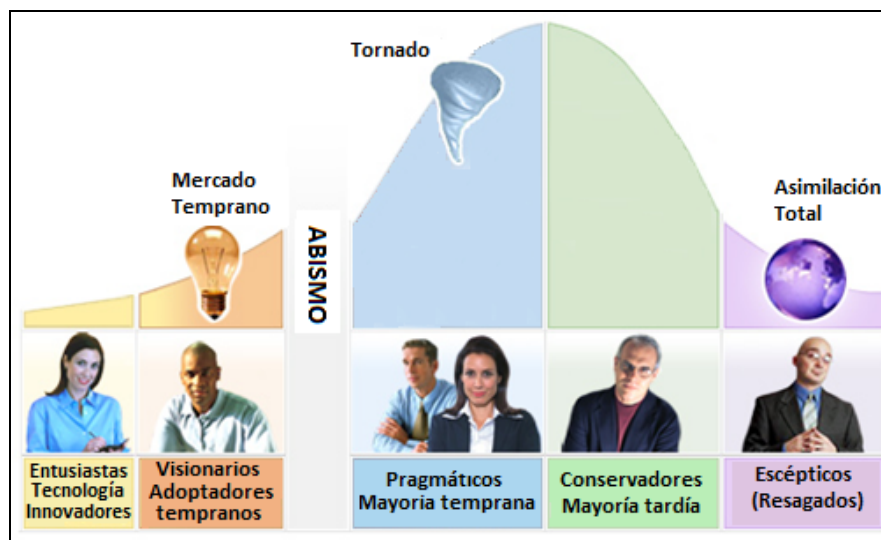 Tornado
Mercado
Temprano
Asimilación
Total
ABISMO
Entusiastas
Tecnología
Innovadores
Visionarios
Adoptadores
tempranos
Pragmáticos
Mayoria temprana
Conservadores
Mayoría tardía
Escépticos
(Resagados)